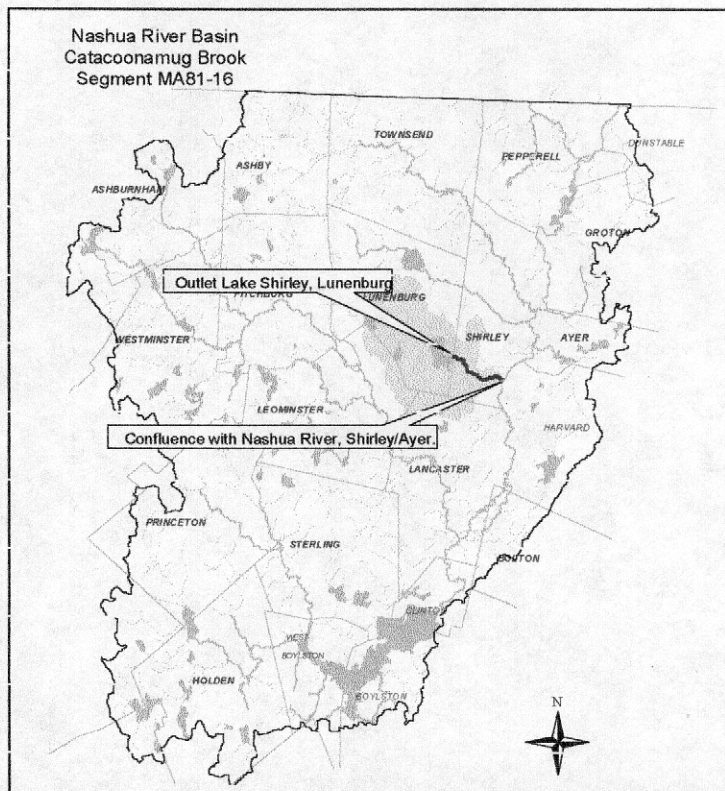 Nashua River Basin
Catacoonamug Brook
Segment MA81-16
TOWNSEND
PEPPERELL
DUNSTABLE
ASHBY
ASHBURNHAM
GROTON
Outlet Lake Shirley, Lunenburg
FITCHBURG
LUNENBURG
WESTMINSTER
SHIRLEY
AYER
LEOMINSTER
HARVARD
Confluence with Nashua River, Shirley/Ayer.
LANCASTER
PRINCETON
STERLING
BOLTON
CLINTON
WEST
BOYLSTON
HOLDEN
BOYLSTON
N